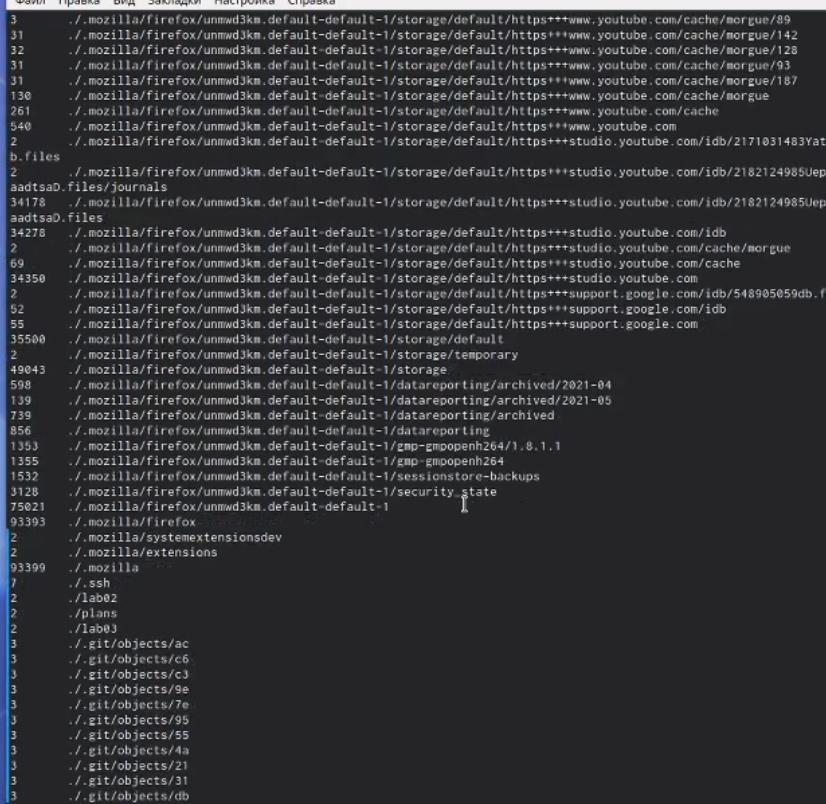 Файл Правка Вид Закладки Настройка Справка
3 ./.mozilla/firefox/unmwd3km.default-default-1/storage/default/https+++www.youtube.com/cache/morgue/89
31 ./.mozilla/firefox/unmwd3km.default-default-1/storage/default/https+++www.youtube.com/cache/morgue/142
32 ./.mozilla/firefox/unmwd3km.default-default-1/storage/default/https+++www.youtube.com/cache/morgue/128
31 ./.mozilla/firefox/unmwd3km.default-default-1/storage/default/https+++www.youtube.com/cache/morgue/93
31 ./.mozilla/firefox/unmwd3km.default-default-1/storage/default/https+++www.youtube.com/cache/morgue/187
130 ./.mozilla/firefox/unmwd3km.default-default-1/storage/default/https+++www.youtube.com/cache/morgue
261 ./.mozilla/firefox/unmwd3km.default-default-1/storage/default/https+++www.youtube.com/cache
540 ./.mozilla/firefox/unmwd3km.default-default-1/storage/default/https+++www.youtube.com
2 ./.mozilla/firefox/unmwd3km.default-default-1/storage/default/https+++studio.youtube.com/idb/2171031483Yat
b.files
2 ./.mozilla/firefox/unmwd3km.default-default-1/storage/default/https+++studio.youtube.com/idb/2182124985Uep
aadtsaD.files/journals
34178 ./.mozilla/firefox/unmwd3km.default-default-1/storage/default/https+++studio.youtube.com/idb/2182124985Uep
aadtsaD.files
34278 ./.mozilla/firefox/unmwd3km.default-default-1/storage/default/https+++studio.youtube.com/idb
2 ./.mozilla/firefox/unmwd3km.default-default-1/storage/default/https+++studio.youtube.com/cache/morgue
69 ./.mozilla/firefox/unmwd3km.default-default-1/storage/default/https+++studio.youtube.com/cache
34350 ./.mozilla/firefox/unmwd3km.default-default-1/storage/default/https+++studio.youtube.com
2 ./.mozilla/firefox/unmwd3km.default-default-1/storage/default/https+++support.google.com/idb/548905059db.f
52 ./.mozilla/firefox/unmwd3km.default-default-1/storage/default/https+++support.google.com/idb
55 ./.mozilla/firefox/unmwd3km.default-default-1/storage/default/https+++support.google.com
35500 ./.mozilla/firefox/unmwd3km.default-default-1/storage/default
2 ./.mozilla/firefox/unmwd3km.default-default-1/storage/temporary
49043 ./.mozilla/firefox/unmwd3km.default-default-1/storage
598 ./.mozilla/firefox/unmwd3km.default-default-1/datareporting/archived/2021-04
139 ./.mozilla/firefox/unmwd3km.default-default-1/datareporting/archived/2021-05
739 ./.mozilla/firefox/unmwd3km.default-default-1/datareporting/archived
856 ./.mozilla/firefox/unmwd3km.default-default-1/datareporting
1353 ./.mozilla/firefox/unmwd3km.default-default-1/gmp-gmpopenh264/1.8.1.1
1355 ./.mozilla/firefox/unmwd3km.default-default-1/gmp-gmpopenh264
1532 ./.mozilla/firefox/unmwd3km.default-default-1/sessionstore-backups
3128 ./.mozilla/firefox/unmwd3km.default-default-1/security_state
75021 ./.mozilla/firefox/unmwd3km.default-default-1
93393 ./.mozilla/firefox
2 ./.mozilla/systemextensionsdev
2 ./.mozilla/extensions
93399 ./.mozilla
7 ./.ssh
2 ./lab02
2 ./plans
2 ./lab03
3 ./.git/objects/ac
3 ./.git/objects/c6
3 ./.git/objects/c3
3 ./.git/objects/9e
3 ./.git/objects/7e
3 ./.git/objects/95
3 ./.git/objects/55
3 ./.git/objects/4a
3 ./.git/objects/21
3 ./.git/objects/31
3 ./.git/objects/db